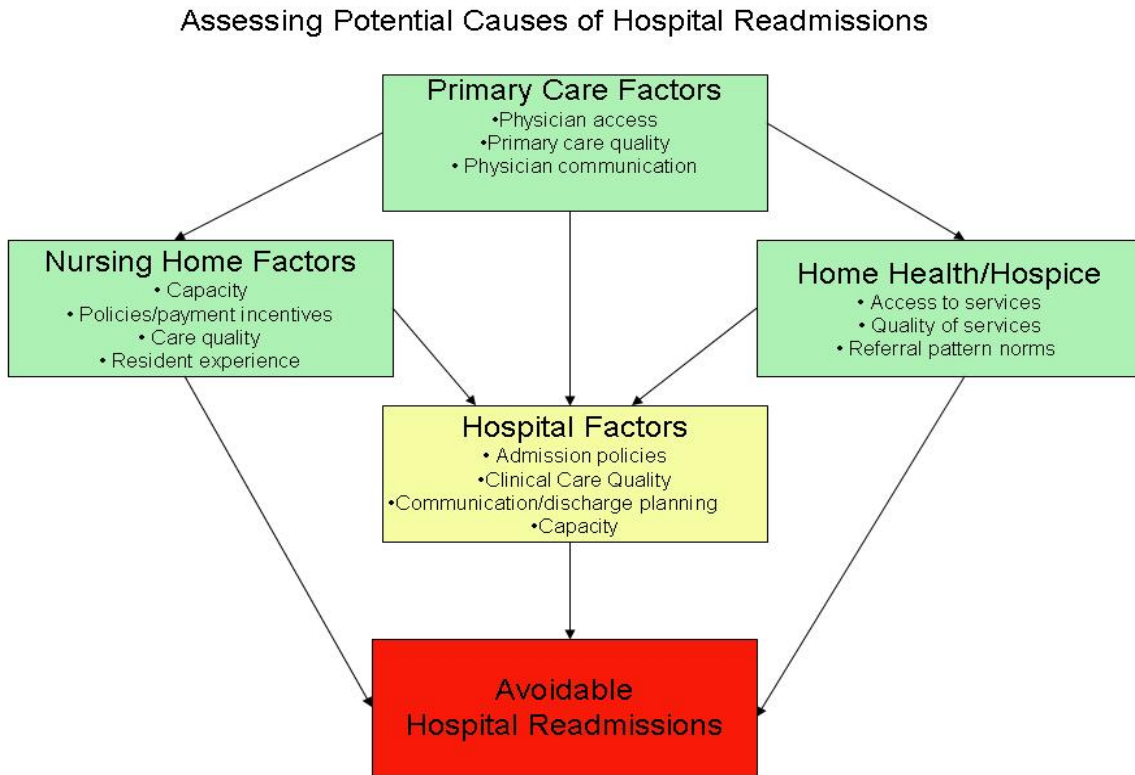 Assessing Potential Causes of Hospital Readmissions
Primary Care Factors
•Physician access
•Primary care quality
• Physician communication
Nursing Home Factors
• Capacity
•Policies/payment incentives
• Care quality
• Resident experience
Home Health/Hospice
• Access to services
• Quality of services
• Referral pattern norms
Hospital Factors
• Admission policies
•Clinical Care Quality
•Communication/discharge planning
•Capacity
Avoidable
Hospital Readmissions